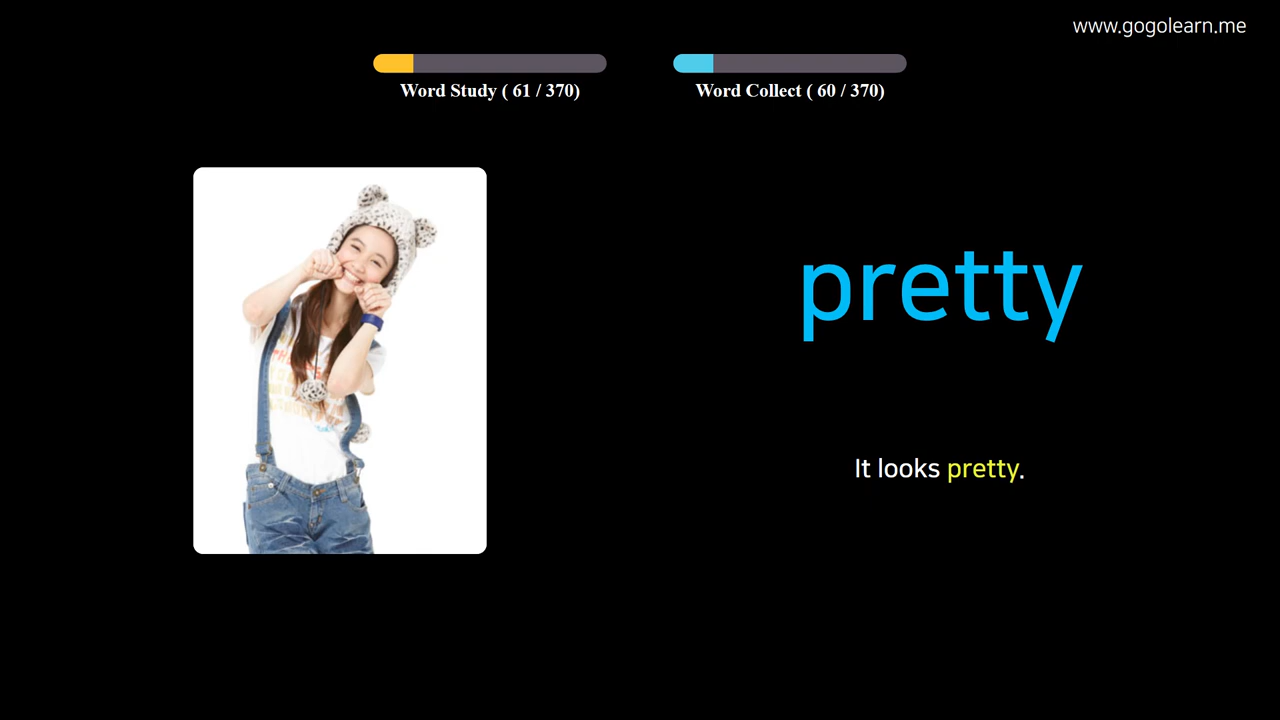 www.gogolearn.me
Word Study ( 61 / 370)
Word Collect ( 60 / 370)
pretty
It looks pretty.